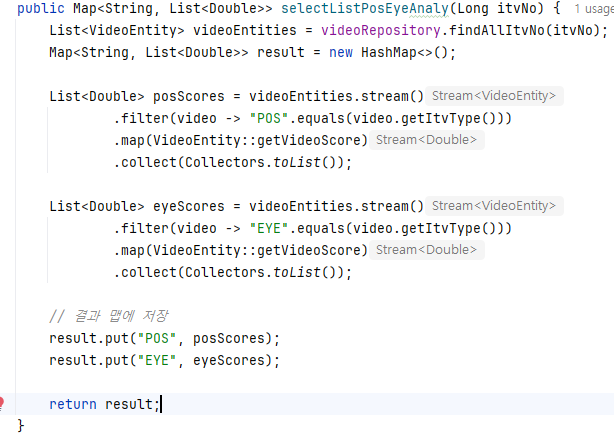 public Map<String, List<Double>> selectListPosEyeAnaly(Long itvNo) { 1 usage
List<VideoEntity> videoEntities = videoRepository.findAllItvNo(itvNo);
Map<String, List<Double>> result = new HashMap<>();
List<Double> posScores = videoEntities.stream() Stream<VideoEntity>
.filter(video -> "POS".equals(video.getItvType()))
.map(VideoEntity::getVideoScore) Stream<Double>
.collect(Collectors.toList());
List<Double> eyeScores = videoEntities.stream() Stream<VideoEntity>
.filter(video -> "EYE".equals(video.getItvType()))
.map(VideoEntity::getVideoScore) Stream<Double>
.collect(Collectors.toList());
// 결과 맵에 저장
result.put("POS", posScores);
result.put("EYE", eyeScores);
return result;
}